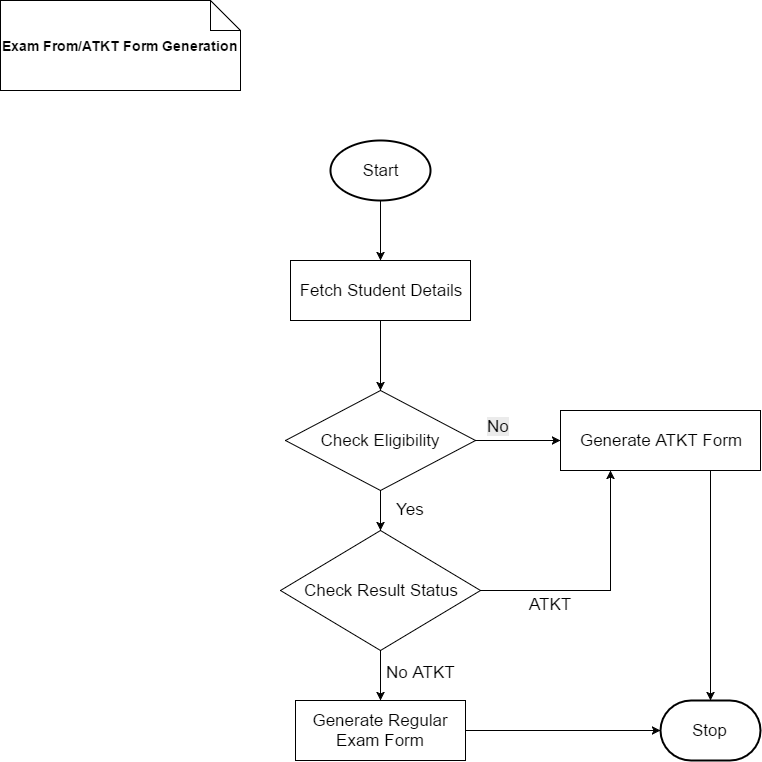 Exam From/ATKT Form Generation
Start
Fetch Student Details
Check Eligibility
No
Generate ATKT Form
Yes
Check Result Status
ATKT
No ATKT
Generate Regular
Exam Form
Stop